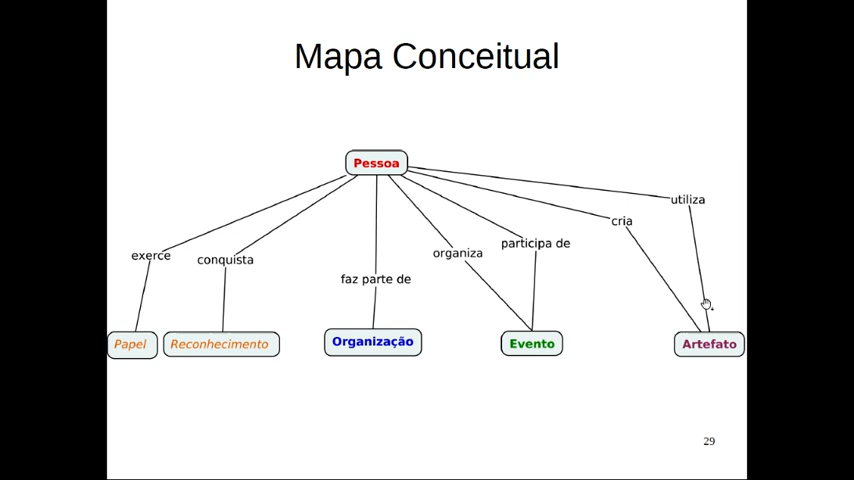 Mapa Conceitual
Pessoa
utiliza
cria
participa de
organiza
exerce
conquista
faz parte de
Papel
Reconhecimento
Organização
Evento
Artefato
29